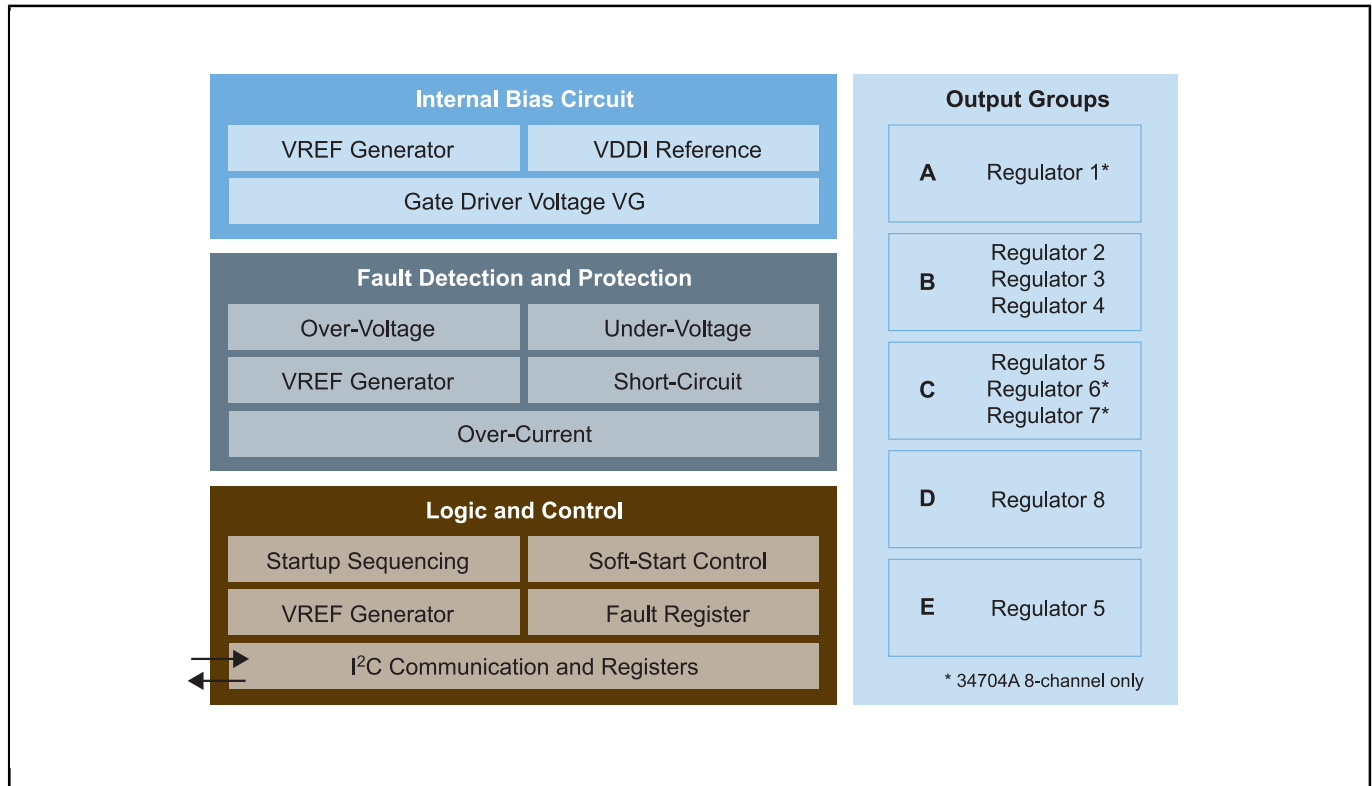 Internal Bias Circuit
VREF Generator
VDDI Reference
Gate Driver Voltage VG
Fault Detection and Protection
Over-Voltage
Under-Voltage
VREF Generator
Short-Circuit
Over-Current
Logic and Control
Startup Sequencing
Soft-Start Control
VREF Generator
Fault Register
I²C Communication and Registers
Output Groups
A
Regulator 1*
B
Regulator 2
Regulator 3
Regulator 4
C
Regulator 5
Regulator 6*
Regulator 7*
D
Regulator 8
E
Regulator 5
* 34704A 8-channel only